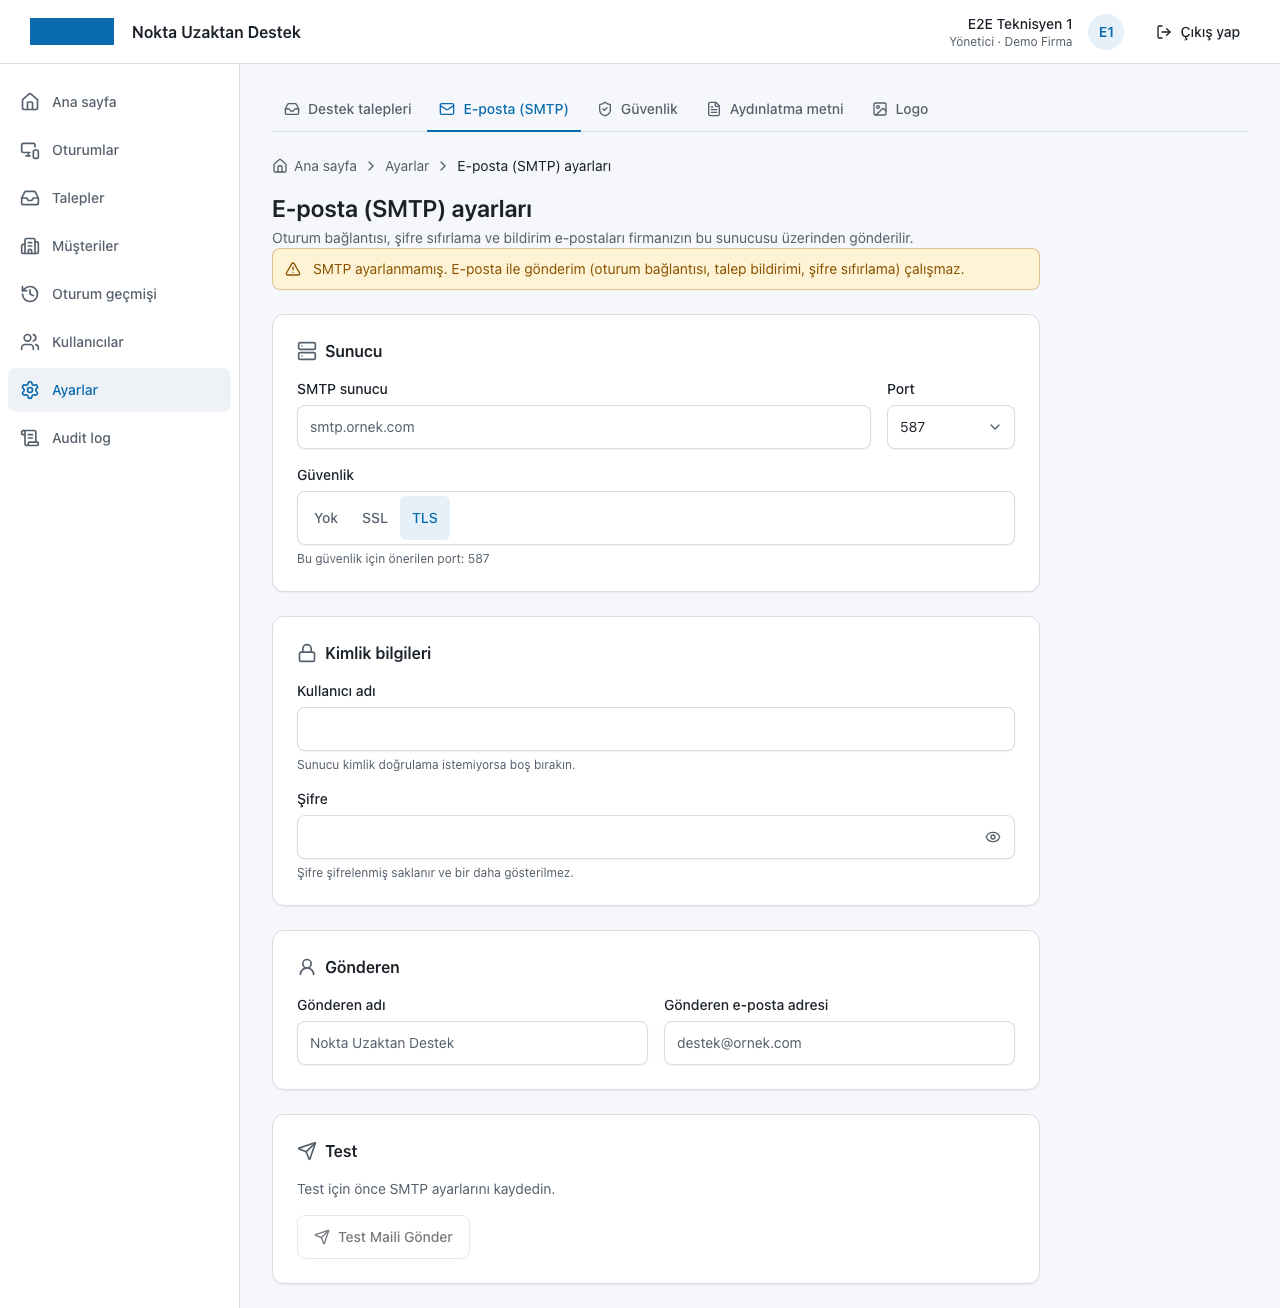 Nokta Uzaktan Destek
E2E Teknisyen 1
Yönetici · Demo Firma
E1
Çıkış yap
Ana sayfa
Oturumlar
Talepler
Müşteriler
Oturum geçmişi
Kullanıcılar
Ayarlar
Audit log
Destek talepleri
E-posta (SMTP)
Güvenlik
Aydınlatma metni
Logo
Ana sayfa > Ayarlar > E-posta (SMTP) ayarları
E-posta (SMTP) ayarları
Oturum bağlantısı, şifre sıfırlama ve bildirim e-postaları firmanızın bu sunucusu üzerinden gönderilir.
SMTP ayarlanmamış. E-posta ile gönderim (oturum bağlantısı, talep bildirimi, şifre sıfırlama) çalışmaz.
Sunucu
SMTP sunucu
smtp.ornek.com
Port
587
Güvenlik
Yok SSL TLS
Bu güvenlik için önerilen port: 587
Kimlik bilgileri
Kullanıcı adı
Sunucu kimlik doğrulama istemiyorsa boş bırakın.
Şifre
Şifre şifrelenmiş saklanır ve bir daha gösterilmez.
Gönderen
Gönderen adı
Nokta Uzaktan Destek
Gönderen e-posta adresi
destek@ornek.com
Test
Test için önce SMTP ayarlarını kaydedin.
Test Maili Gönder